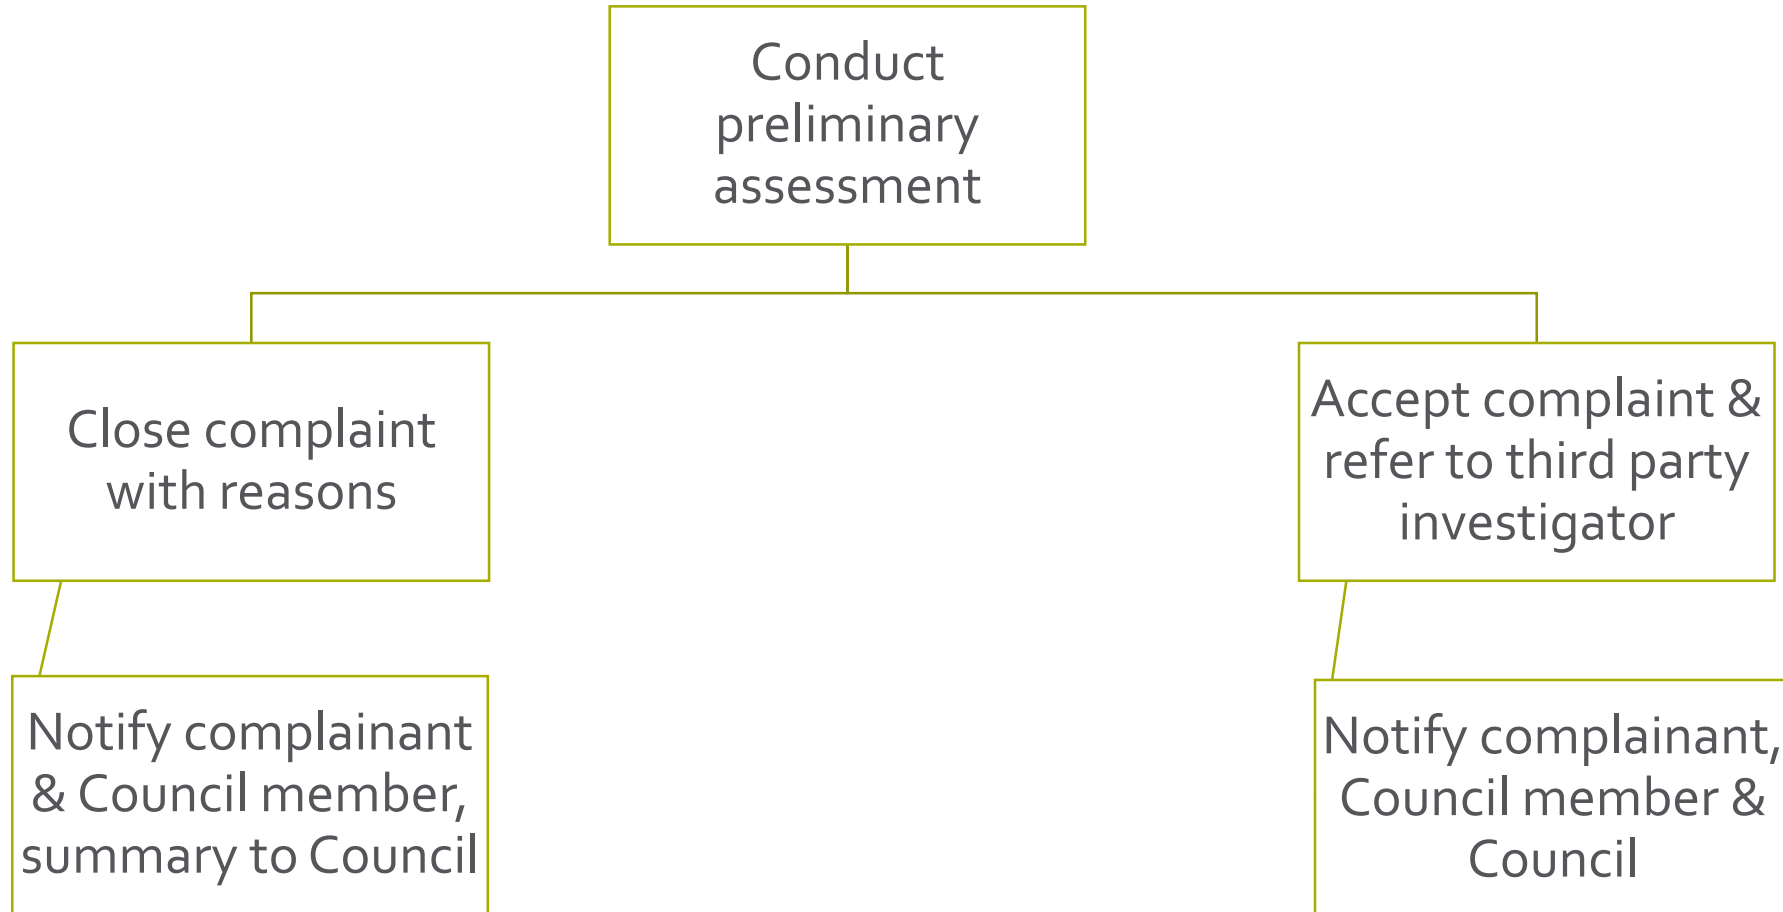 Conduct
preliminary
assessment
Close complaint
with reasons
Accept complaint &
refer to third party
investigator
Notify complainant
& Council member,
summary to Council
Notify complainant,
Council member &
Council